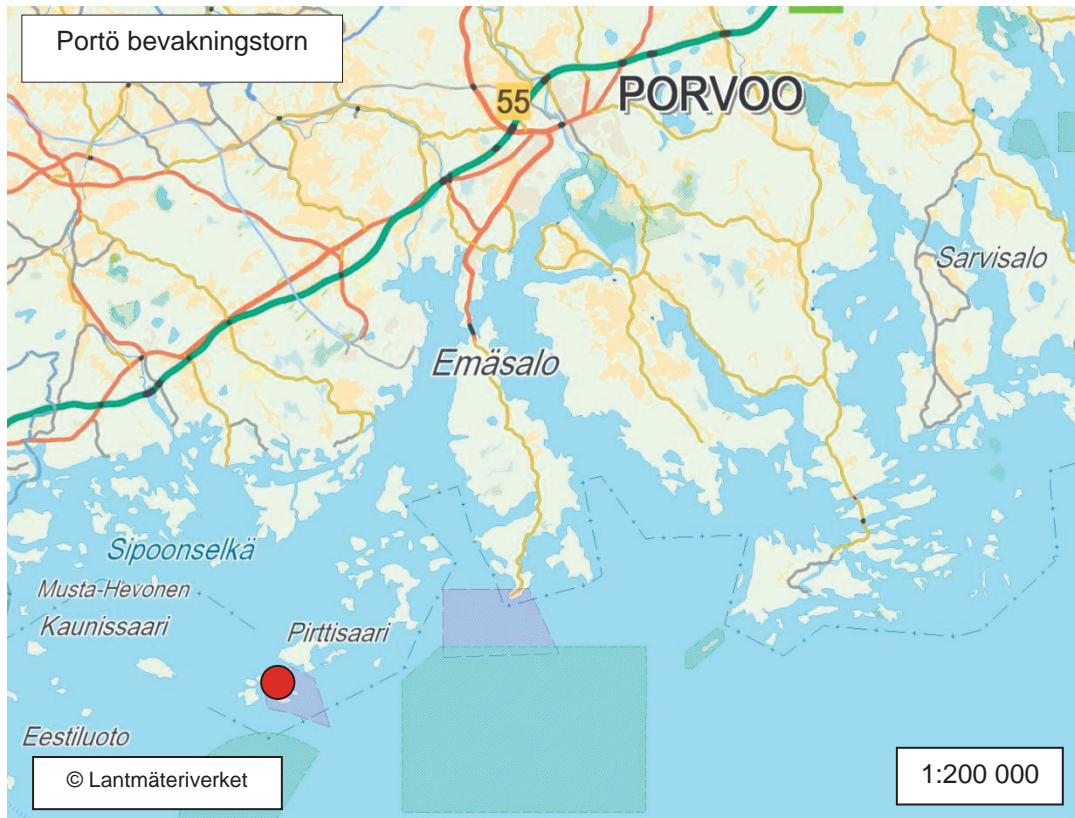 Portö bevakningstorn
55
PORVOO
Sarvisalo
Emäsalo
Sipoonselkä
Musta-Hevonen
Kaunissaari
Pirttisaari
Eestiluoto
© Lantmäteriverket
1:200 000